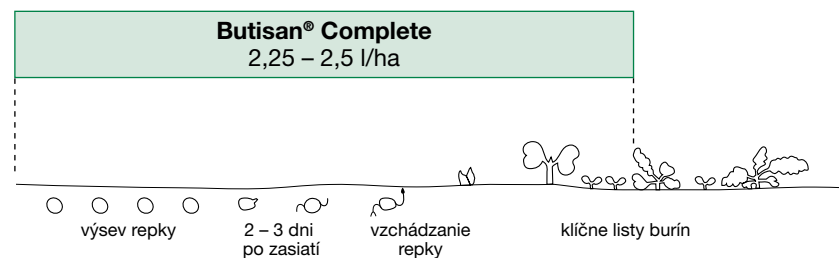 Butisan® Complete
2,25 – 2,5 l/ha
výsev repky
2 – 3 dni
po zasiatí
vzchádzanie
repky
klíčne listy burín